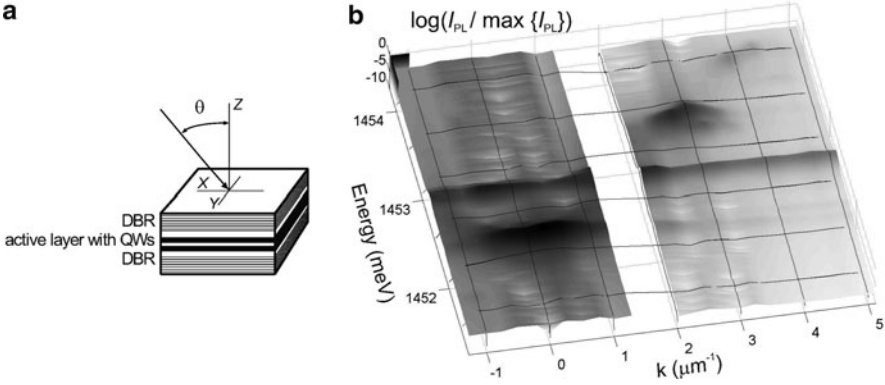 a
θ
Z
X
Y
DBR
active layer with QWs
DBR
b
log(I_PL / max {I_PL})
0
-5
-10
1454
1453
1452
Energy (meV)
-1
0
1
2
3
4
5
k (μm⁻¹)